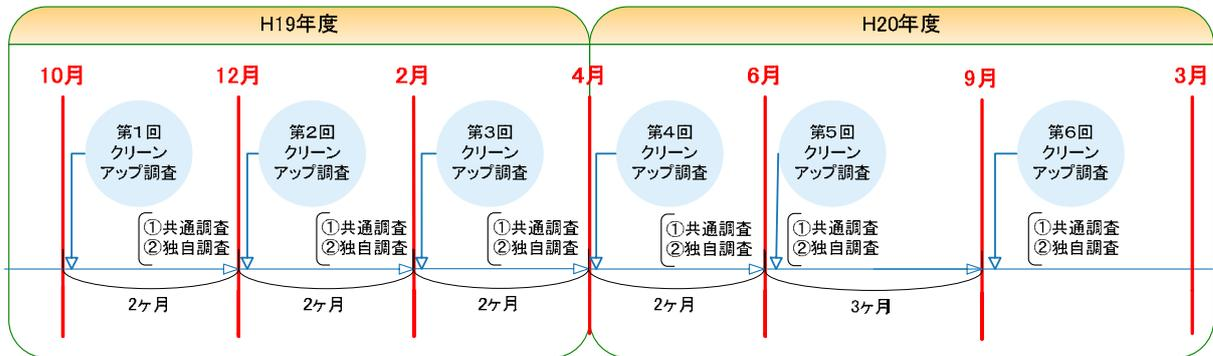 H19年度
H20年度
10月
12月
2月
4月
6月
9月
3月
第1回
クリーン
アップ調査
第2回
クリーン
アップ調査
第3回
クリーン
アップ調査
第4回
クリーン
アップ調査
第5回
クリーン
アップ調査
第6回
クリーン
アップ調査
①共通調査
②独自調査
①共通調査
②独自調査
①共通調査
②独自調査
①共通調査
②独自調査
①共通調査
②独自調査
①共通調査
②独自調査
2ヶ月
2ヶ月
2ヶ月
2ヶ月
3ヶ月